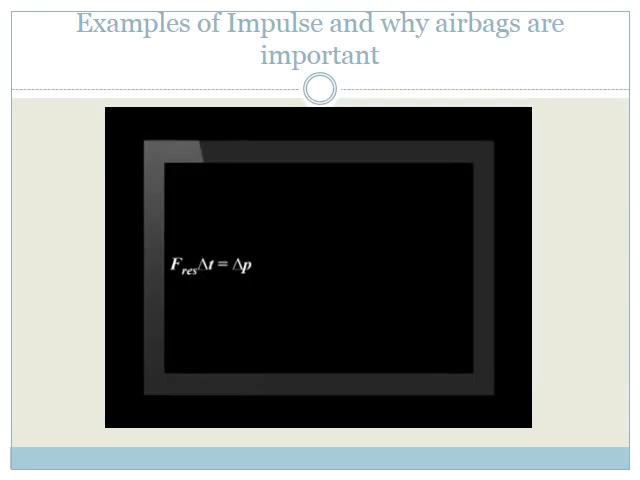 Examples of Impulse and why airbags are
important
F_res Δt = Δp